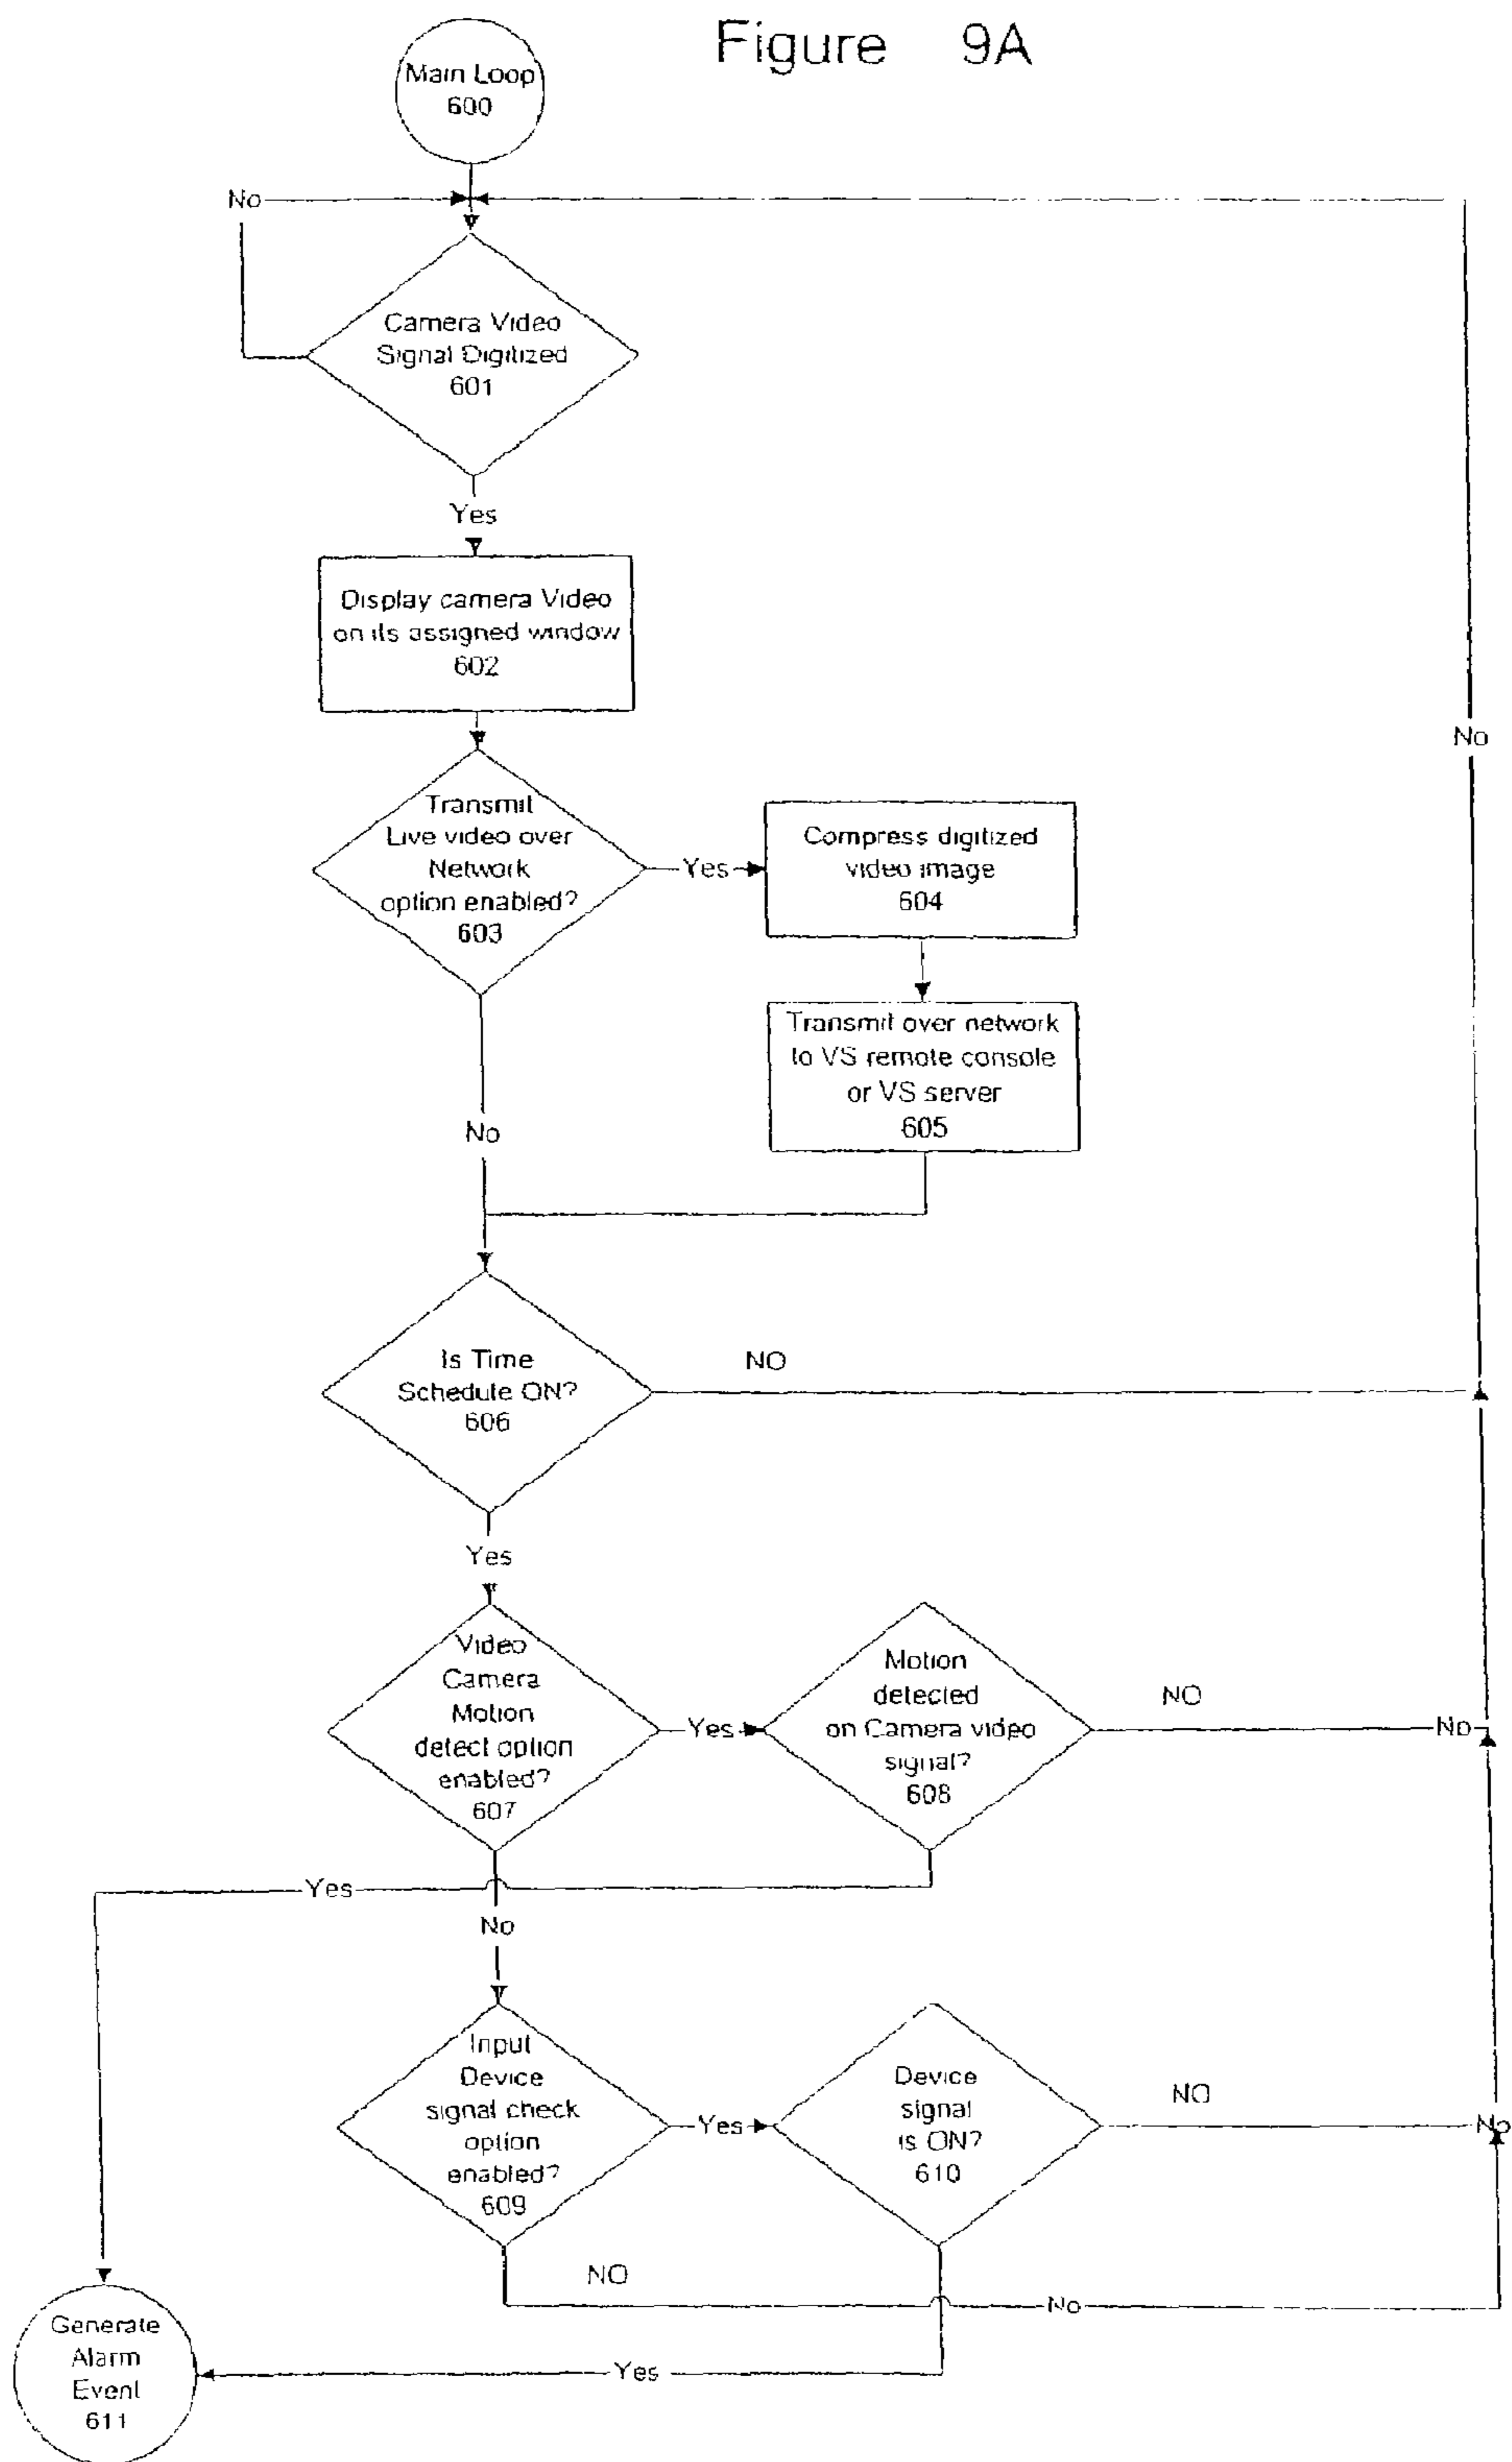 Figure 9A
Main Loop
600
No
Camera Video
Signal Digitized
601
Yes
Display camera Video
on its assigned window
602
No
Transmit
Live video over
Network
option enabled?
603
Yes
Compress digitized
video image
604
Transmit over network
to VS remote console
or VS server
605
No
Is Time
Schedule ON?
606
NO
Yes
Video
Camera
Motion
detect option
enabled?
607
Yes
Motion
detected
on Camera video
signal?
608
NO
No
Yes
No
Input
Device
signal check
option
enabled?
609
Yes
Device
signal
is ON?
610
NO
No
NO
No
Generate
Alarm
Event
611
Yes